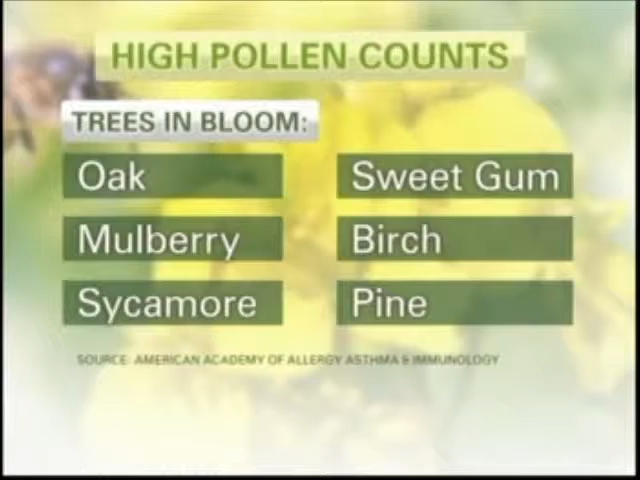 HIGH POLLEN COUNTS
TREES IN BLOOM:
Oak
Sweet Gum
Mulberry
Birch
Sycamore
Pine
SOURCE: AMERICAN ACADEMY OF ALLERGY ASTHMA & IMMUNOLOGY